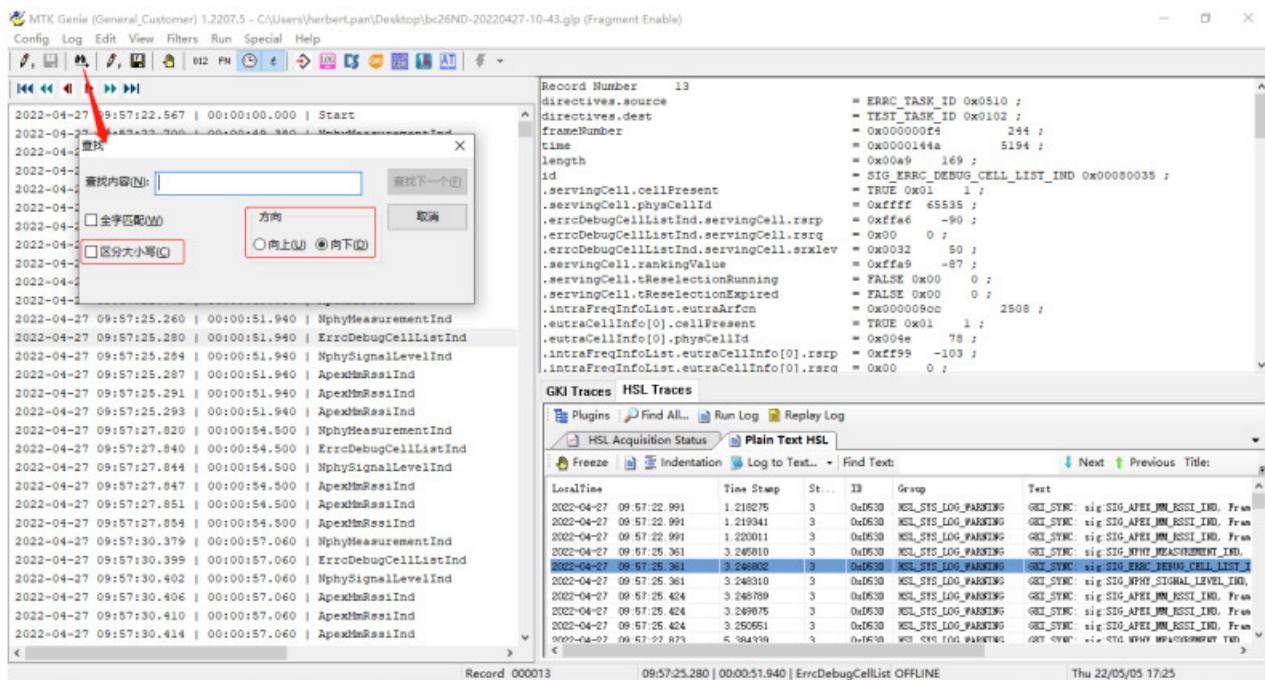 MTK Genie (General_Customer) 1.2207.5 - C:\Users\herbert.pan\Desktop\bc26ND-20220427-10-43.glp (Fragment Enable)
Config Log Edit View Filters Run Special Help
012 FN
2022-04-27 09:57:22.567 | 00:00:00.000 | Start
查找
查找内容(N):
查找下一个(F)
全字匹配(W)
方向
取消
区分大小写(C)
向上(U) 向下(D)
2022-04-27 09:57:25.260 | 00:00:51.940 | NphyMeasurementInd
2022-04-27 09:57:25.280 | 00:00:51.940 | ErrcDebugCellListInd
2022-04-27 09:57:25.284 | 00:00:51.940 | NphySignalLevelInd
2022-04-27 09:57:25.287 | 00:00:51.940 | ApexMmRssiInd
2022-04-27 09:57:25.291 | 00:00:51.940 | ApexMmRssiInd
2022-04-27 09:57:25.293 | 00:00:51.940 | ApexMmRssiInd
2022-04-27 09:57:27.820 | 00:00:54.500 | NphyMeasurementInd
2022-04-27 09:57:27.840 | 00:00:54.500 | ErrcDebugCellListInd
2022-04-27 09:57:27.844 | 00:00:54.500 | NphySignalLevelInd
2022-04-27 09:57:27.847 | 00:00:54.500 | ApexMmRssiInd
2022-04-27 09:57:27.851 | 00:00:54.500 | ApexMmRssiInd
2022-04-27 09:57:27.854 | 00:00:54.500 | ApexMmRssiInd
2022-04-27 09:57:30.379 | 00:00:57.060 | NphyMeasurementInd
2022-04-27 09:57:30.399 | 00:00:57.060 | ErrcDebugCellListInd
2022-04-27 09:57:30.402 | 00:00:57.060 | NphySignalLevelInd
2022-04-27 09:57:30.406 | 00:00:57.060 | ApexMmRssiInd
2022-04-27 09:57:30.410 | 00:00:57.060 | ApexMmRssiInd
2022-04-27 09:57:30.414 | 00:00:57.060 | ApexMmRssiInd
Record Number 13
directives.source = ERRC_TASK_ID 0x0510 ;
directives.dest = TEST_TASK_ID 0x0102 ;
frameNumber = 0x000000f4 244 ;
time = 0x0000144a 5194 ;
length = 0x00a9 169 ;
id = SIG_ERRC_DEBUG_CELL_LIST_IND 0x00080035 ;
.servingCell.cellPresent = TRUE 0x01 1 ;
.servingCell.physCellId = 0xffff 65535 ;
.errcDebugCellListInd.servingCell.rsrp = 0xffa6 -90 ;
.errcDebugCellListInd.servingCell.rsrq = 0x00 0 ;
.errcDebugCellListInd.servingCell.srxlev = 0x0032 50 ;
.servingCell.rankingValue = 0xffa9 -87 ;
.servingCell.tReselectionRunning = FALSE 0x00 0 ;
.servingCell.tReselectionExpired = FALSE 0x00 0 ;
.intraFreqInfoList.eutraArfcn = 0x000009cc 2508 ;
.eutraCellInfo[0].cellPresent = TRUE 0x01 1 ;
.eutraCellInfo[0].physCellId = 0x004e 78 ;
.intraFreqInfoList.eutraCellInfo[0].rsrp = 0xff99 -103 ;
.intraFreqInfoList.eutraCellInfo[0].rsrq = 0x00 0 ;
GKI Traces HSL Traces
Plugins Find All... Run Log Replay Log
HSL Acquisition Status Plain Text HSL
Freeze Indentation Log to Text... Find Text: Next Previous Title:
LocalTime Time Stamp St... ID Group Text
2022-04-27 09:57:22.991 1.218275 3 0xD53D HSL_SYS_LOG_WARNING GKI_SYNC: sig:SIG_APEX_MM_RSSI_IND, Fram
2022-04-27 09:57:22.991 1.219341 3 0xD53D HSL_SYS_LOG_WARNING GKI_SYNC: sig:SIG_APEX_MM_RSSI_IND, Fram
2022-04-27 09:57:22.991 1.220011 3 0xD53D HSL_SYS_LOG_WARNING GKI_SYNC: sig:SIG_APEX_MM_RSSI_IND, Fram
2022-04-27 09:57:25.361 3.245810 3 0xD53D HSL_SYS_LOG_WARNING GKI_SYNC: sig:SIG_NPHY_MEASUREMENT_IND,
2022-04-27 09:57:25.361 3.246802 3 0xD53D HSL_SYS_LOG_WARNING GKI_SYNC: sig:SIG_ERRC_DEBUG_CELL_LIST_I
2022-04-27 09:57:25.361 3.248310 3 0xD53D HSL_SYS_LOG_WARNING GKI_SYNC: sig:SIG_NPHY_SIGNAL_LEVEL_IND,
2022-04-27 09:57:25.424 3.248789 3 0xD53D HSL_SYS_LOG_WARNING GKI_SYNC: sig:SIG_APEX_MM_RSSI_IND, Fram
2022-04-27 09:57:25.424 3.249875 3 0xD53D HSL_SYS_LOG_WARNING GKI_SYNC: sig:SIG_APEX_MM_RSSI_IND, Fram
2022-04-27 09:57:25.424 3.250551 3 0xD53D HSL_SYS_LOG_WARNING GKI_SYNC: sig:SIG_APEX_MM_RSSI_IND, Fram
Record 000013 09:57:25.280 | 00:00:51.940 | ErrcDebugCellList OFFLINE Thu 22/05/05 17:25